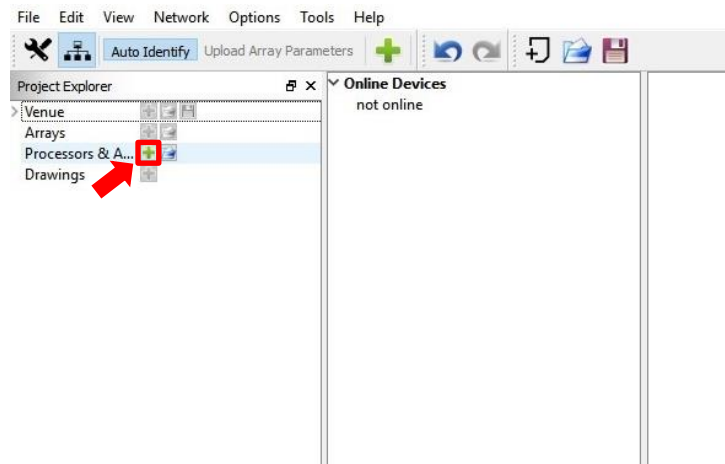 File Edit View Network Options Tools Help
Auto Identify Upload Array Parameters
Project Explorer
Venue
Arrays
Processors & A...
Drawings
Online Devices
not online